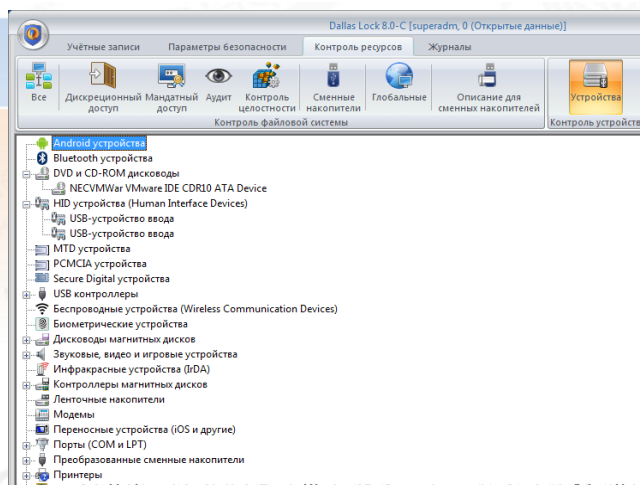 Dallas Lock 8.0-C [superadm, 0 (Открытые данные)]
Учётные записи Параметры безопасности Контроль ресурсов Журналы
Все Дискреционный доступ Мандатный доступ Аудит Контроль целостности Сменные накопители Глобальные Описание для сменных накопителей Устройства
Контроль файловой системы Контроль устройств
Android устройства
Bluetooth устройства
DVD и CD-ROM дисководы
NECVMWar VMware IDE CDR10 ATA Device
HID устройства (Human Interface Devices)
USB-устройство ввода
USB-устройство ввода
MTD устройства
PCMCIA устройства
Secure Digital устройства
USB контроллеры
Беспроводные устройства (Wireless Communication Devices)
Биометрические устройства
Дисководы магнитных дисков
Звуковые, видео и игровые устройства
Инфракрасные устройства (IrDA)
Контроллеры магнитных дисков
Ленточные накопители
Модемы
Переносные устройства (iOS и другие)
Порты (COM и LPT)
Преобразованные сменные накопители
Принтеры